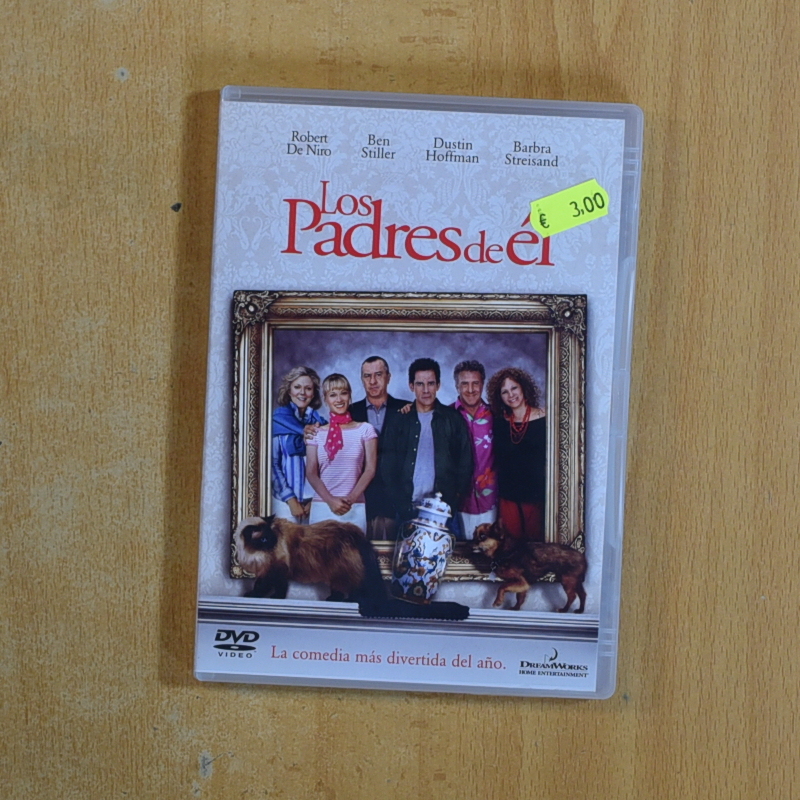 Robert De Niro
Ben Stiller
Dustin Hoffman
Barbra Streisand
€ 3,00
Los
Padres de él
DVD
VIDEO
La comedia más divertida del año.
DREAMWORKS
HOME ENTERTAINMENT